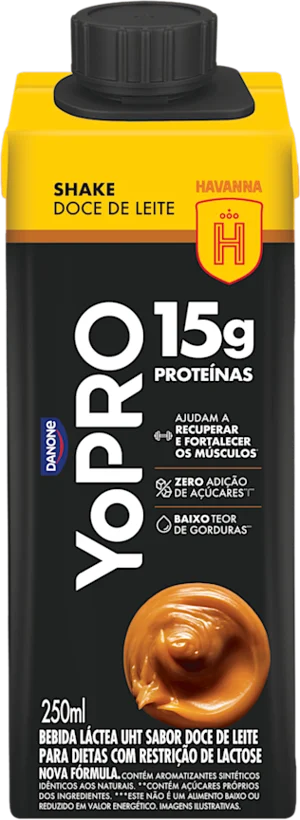 SHAKE
DOCE DE LEITE
HAVANNA
H
15g
PROTEÍNAS
AJUDAM A
RECUPERAR
E FORTALECER
OS MÚSCULOS
ZERO ADIÇÃO
DE AÇÚCARES
BAIXO TEOR
DE GORDURAS
DANONE
YoPRO
250ml
BEBIDA LÁCTEA UHT SABOR DOCE DE LEITE
PARA DIETAS COM RESTRIÇÃO DE LACTOSE
NOVA FÓRMULA. CONTÉM AROMATIZANTES SINTÉTICOS
IDÊNTICOS AOS NATURAIS. **CONTÉM AÇÚCARES PRÓPRIOS
DOS INGREDIENTES. ***ESTE NÃO É UM ALIMENTO BAIXO OU
REDUZIDO EM VALOR ENERGÉTICO. IMAGENS ILUSTRATIVAS.